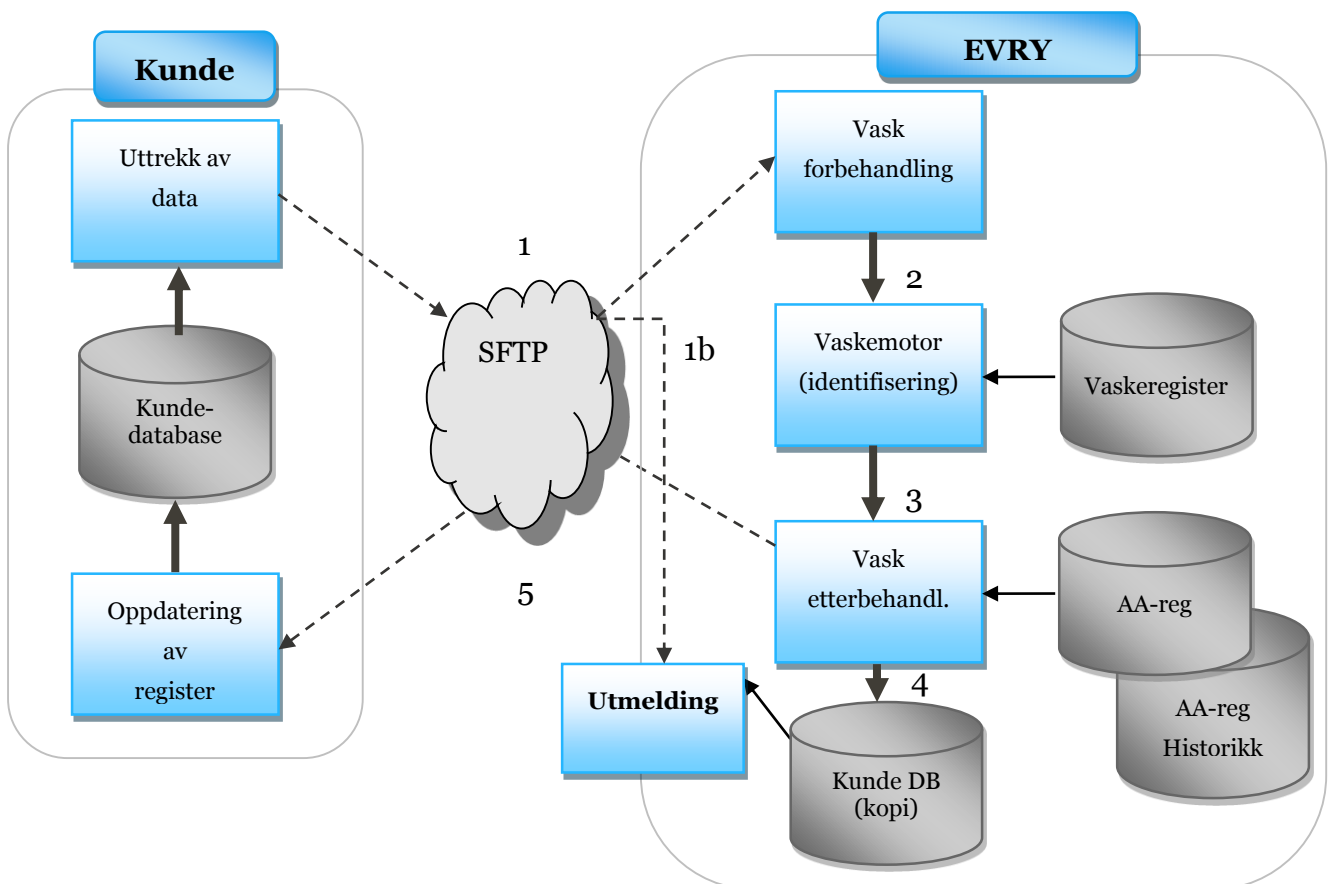 Kunde
EVRY
Uttrekk av
data
Vask
forbehandling
1
2
SFTP
1b
Vaskemotor
(identifisering)
Vaskeregister
Kunde-
database
3
5
Vask
etterbehandl.
AA-reg
Oppdatering
av
register
Utmelding
4
AA-reg
Historikk
Kunde DB
(kopi)